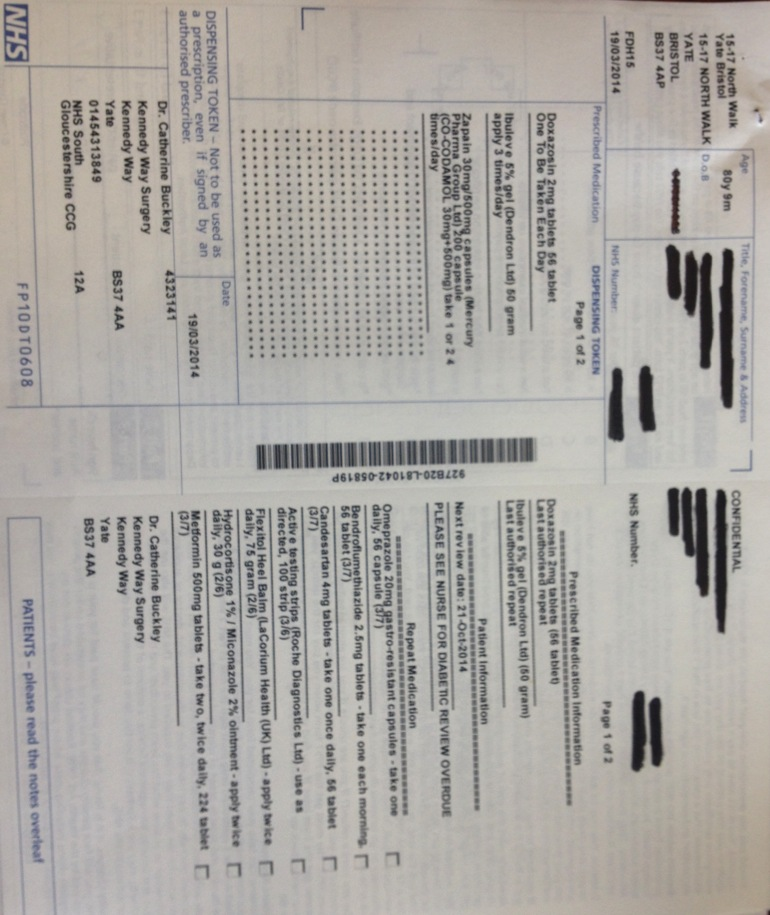 15-17 North Walk
Yate Bristol
15-17 NORTH WALK
YATE
BRISTOL
BS37 4AP
Age
80y 9m
D.o.B
Title, Forename, Surname & Address
FDH15
19/03/2014
NHS Number:
Prescribed Medication
DISPENSING TOKEN
Page 1 of 2
Doxazosin 2mg tablets 56 tablet
One To Be Taken Each Day
Ibuleve 5% gel (Dendron Ltd) 50 gram
apply 3 times/day
Zapain 30mg/500mg capsules (Mercury
Pharma Group Ltd) 200 capsule
(CO-CODAMOL 30mg+500mg) take 1 or 2 4
times/day
927B20-L81042-05819P
DISPENSING TOKEN – Not to be used as
a prescription, even if signed by an
authorised prescriber.
Date
19/03/2014
Dr. Catherine Buckley 4323141
Kennedy Way Surgery
Kennedy Way
Yate BS37 4AA
01454313849
NHS South 12A
Gloucestershire CCG
NHS
FP10DT0608
CONFIDENTIAL
NHS Number.
Page 1 of 2
Prescribed Medication Information
Doxazosin 2mg tablets (56 tablet)
Last authorised repeat
Ibuleve 5% gel (Dendron Ltd) (50 gram)
Last authorised repeat
Patient Information
Next review date: 21-Oct-2014
PLEASE SEE NURSE FOR DIABETIC REVIEW OVERDUE
Repeat Medication
Omeprazole 20mg gastro-resistant capsules - take one
daily, 56 capsule (3/7)
Bendroflumethiazide 2.5mg tablets - take one each morning,
56 tablet (3/7)
Candesartan 4mg tablets - take one once daily, 56 tablet
(3/7)
Active testing strips (Roche Diagnostics Ltd) - use as
directed, 100 strip (3/6)
Flexitol Heel Balm (LaCorium Health (UK) Ltd) - apply twice
daily, 75 gram (2/6)
Hydrocortisone 1% / Miconazole 2% ointment - apply twice
daily, 30 g (2/6)
Metformin 500mg tablets - take two, twice daily, 224 tablet
(3/7)
Dr. Catherine Buckley
Kennedy Way Surgery
Kennedy Way
Yate
BS37 4AA
PATIENTS – please read the notes overleaf